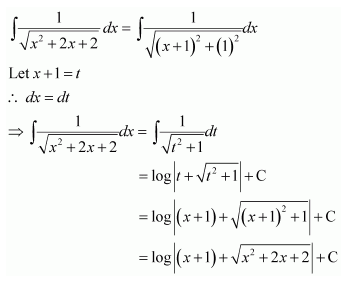 ∫ 1/√(x² + 2x + 2) dx = ∫ 1/√((x+1)² + (1)²) dx
Let x + 1 = t
∴ dx = dt
⇒ ∫ 1/√(x² + 2x + 2) dx = ∫ 1/√(t² + 1) dt
= log|t + √(t² + 1)| + C
= log|(x+1) + √((x+1)² + 1)| + C
= log|(x+1) + √(x² + 2x + 2)| + C